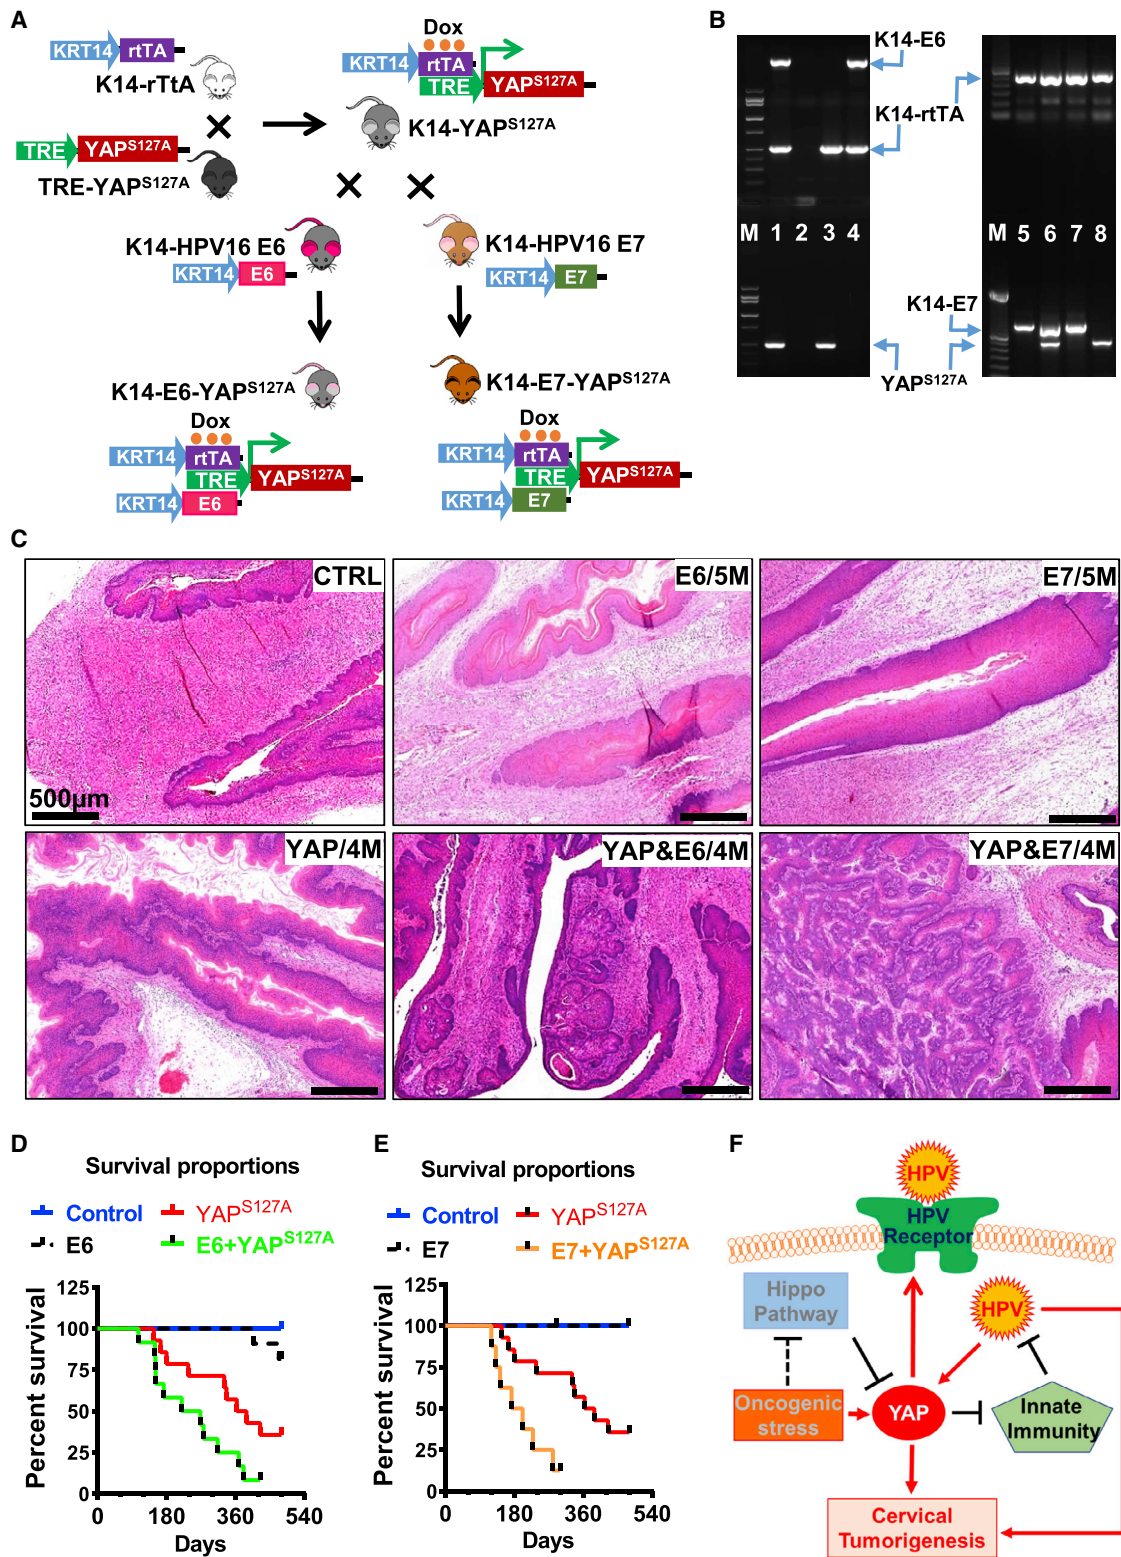 A
KRT14 rtTA
K14-rTtA
TRE YAPS127A
TRE-YAPS127A
Dox
KRT14 rtTA
TRE YAPS127A
K14-YAPS127A
K14-HPV16 E6
KRT14 E6
K14-HPV16 E7
KRT14 E7
K14-E6-YAPS127A
Dox
KRT14 rtTA
TRE YAPS127A
KRT14 E6
K14-E7-YAPS127A
Dox
KRT14 rtTA
TRE YAPS127A
KRT14 E7
B
K14-E6
K14-rtTA
M 1 2 3 4
M 5 6 7 8
K14-E7
YAPS127A
C
CTRL
500µm
E6/5M
E7/5M
YAP/4M
YAP&E6/4M
YAP&E7/4M
D
Survival proportions
Control YAPS127A
E6 E6+YAPS127A
Percent survival
125
100
75
50
25
0
0 180 360 540
Days
E
Survival proportions
Control YAPS127A
E7 E7+YAPS127A
Percent survival
125
100
75
50
25
0
0 180 360 540
Days
F
HPV
HPV
Receptor
Hippo
Pathway
HPV
Oncogenic
stress
YAP
Innate
Immunity
Cervical
Tumorigenesis